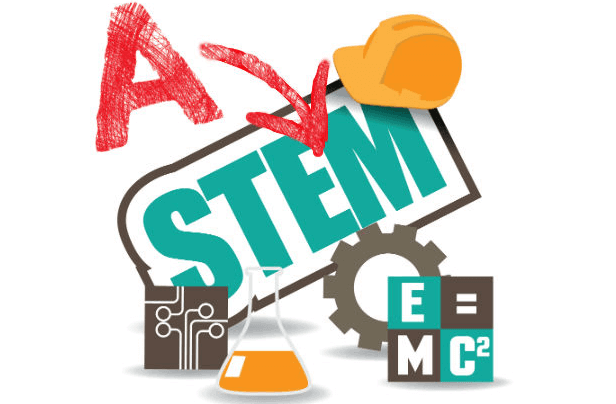 A
STEM
E =
M C²